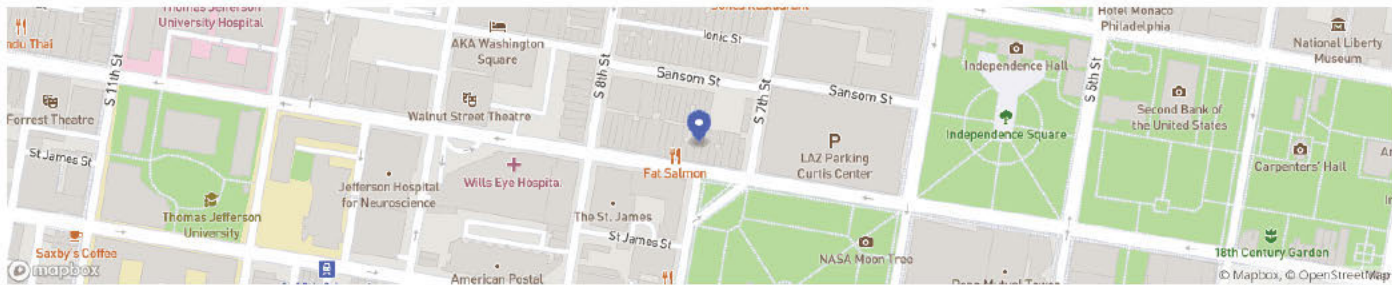 Thomas Jefferson
University Hospital
ndu Thai
S 11th St
Forrest Theatre
St James St
Thomas Jefferson
University
Saxby's Coffee
mapbox
AKA Washington
Square
Walnut Street Theatre
Wills Eye Hospital
Jefferson Hospital
for Neuroscience
American Postal
S 8th St
Ionic St
Sansom St
Fat Salmon
The St. James
St James St
S 7th St
Sansom St
LAZ Parking
Curtis Center
NASA Moon Tree
Independence Hall
Independence Square
Hotel Monaco
Philadelphia
S 5th St
Second Bank of
the United States
National Liberty
Museum
Carpenters' Hall
18th Century Garden
© Mapbox, © OpenStreetMap